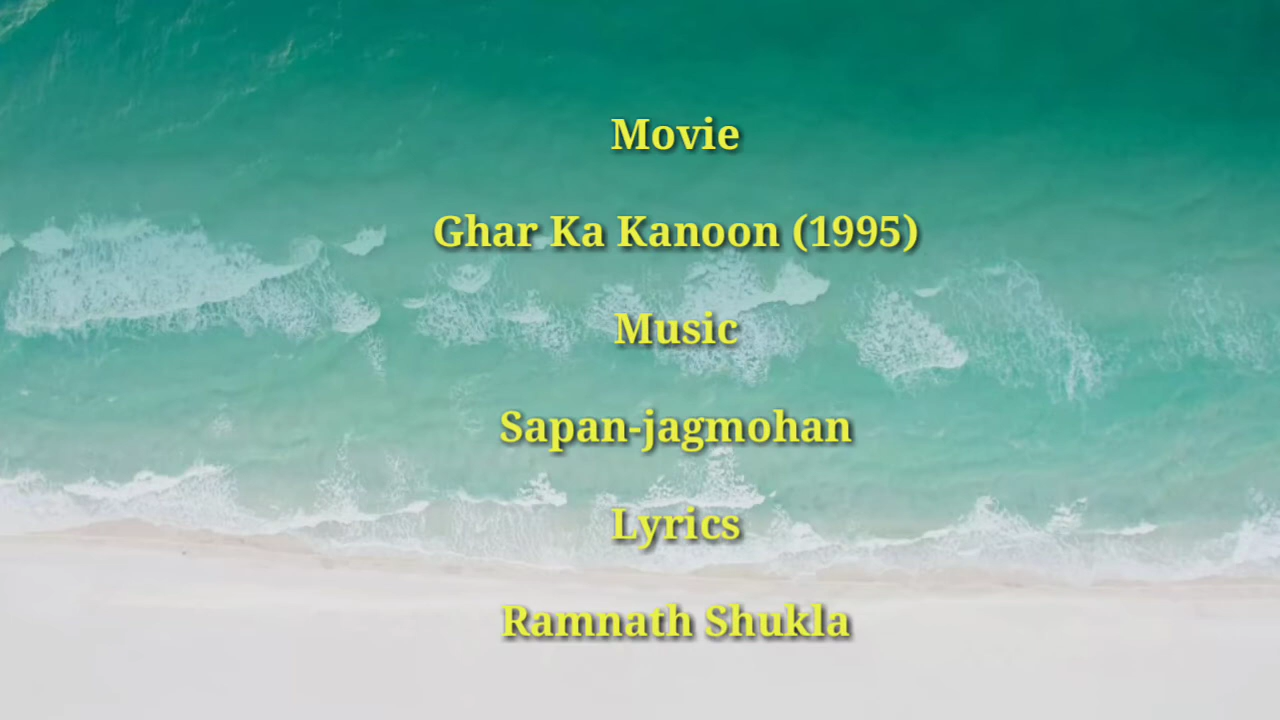 Movie
Ghar Ka Kanoon (1995)
Music
Sapan-jagmohan
Lyrics
Ramnath Shukla